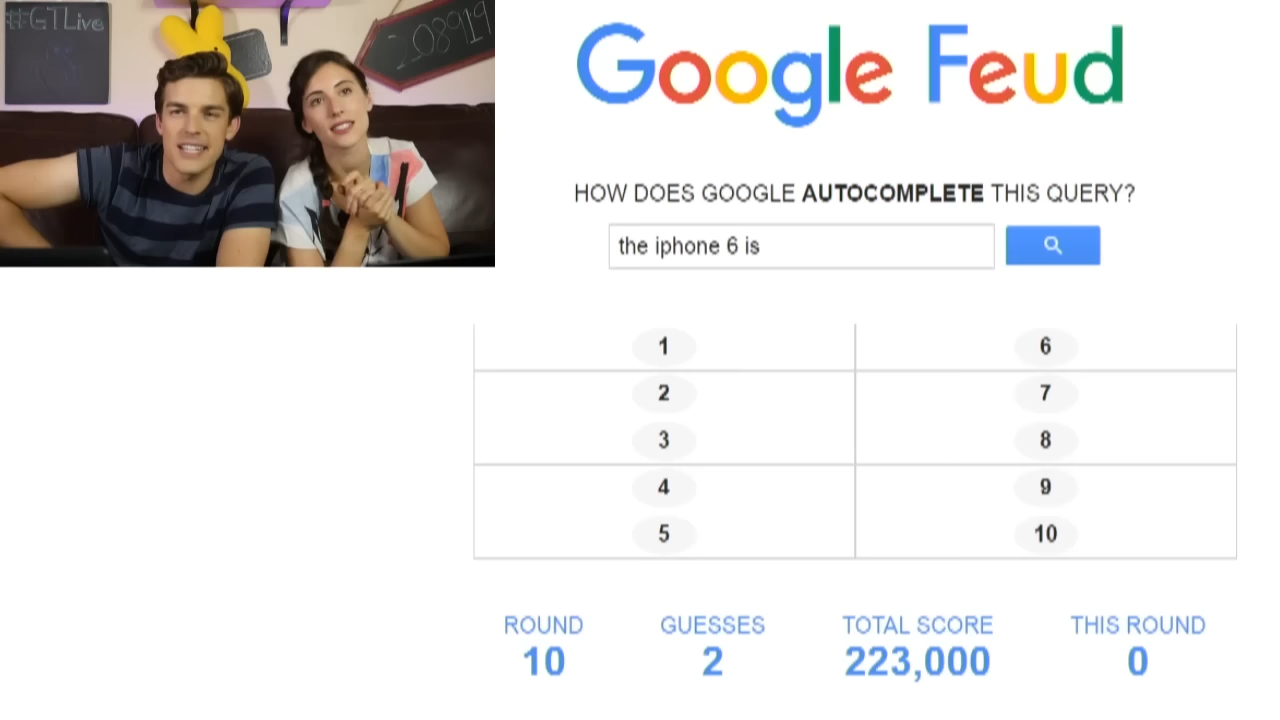 #GTLive
208919
Google Feud
HOW DOES GOOGLE AUTOCOMPLETE THIS QUERY?
the iphone 6 is
1 6
2 7
3 8
4 9
5 10
ROUND GUESSES TOTAL SCORE THIS ROUND
10 2 223,000 0